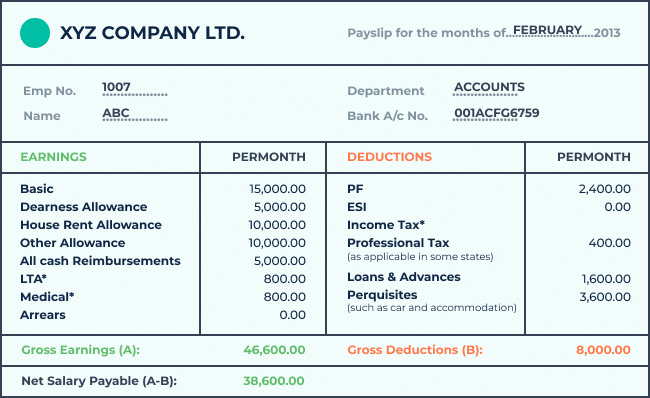 XYZ COMPANY LTD.
Payslip for the months of FEBRUARY 2013
Emp No. 1007 Department ACCOUNTS
Name ABC Bank A/c No. 001ACFG6759
EARNINGS PERMONTH DEDUCTIONS PERMONTH
Basic 15,000.00 PF 2,400.00
Dearness Allowance 5,000.00 ESI 0.00
House Rent Allowance 10,000.00 Income Tax*
Other Allowance 10,000.00 Professional Tax 400.00
(as applicable in some states)
All cash Reimbursements 5,000.00
LTA* 800.00 Loans & Advances 1,600.00
Medical* 800.00 Perquisites 3,600.00
(such as car and accommodation)
Arrears 0.00
Gross Earnings (A): 46,600.00 Gross Deductions (B): 8,000.00
Net Salary Payable (A-B): 38,600.00